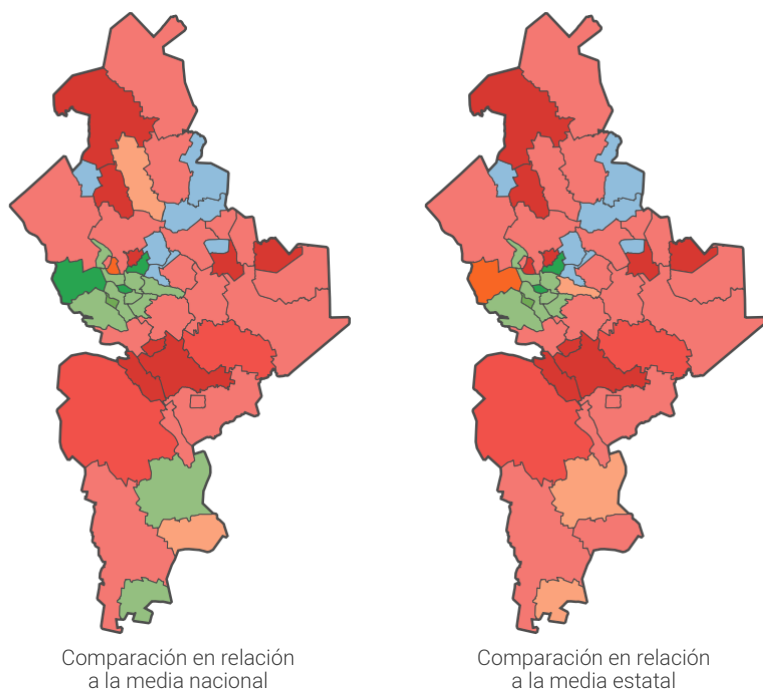 Comparación en relación
a la media nacional
Comparación en relación
a la media estatal